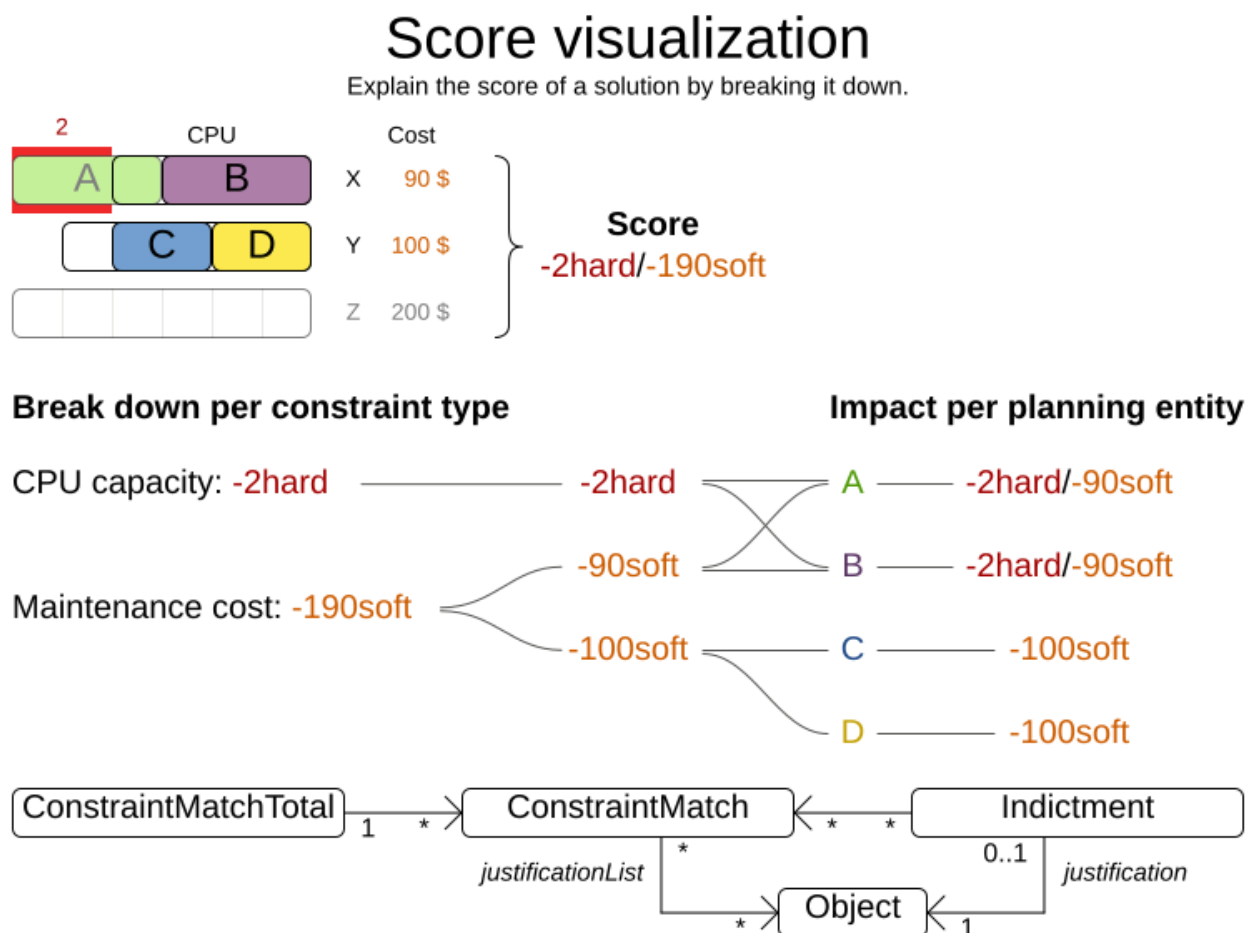 Score visualization
Explain the score of a solution by breaking it down.
2 CPU Cost
A B X 90 $
C D Y 100 $
Z 200 $
Score
-2hard/-190soft
Break down per constraint type Impact per planning entity
CPU capacity: -2hard -2hard A -2hard/-90soft
-90soft B -2hard/-90soft
Maintenance cost: -190soft
-100soft C -100soft
D -100soft
ConstraintMatchTotal 1 * ConstraintMatch * * Indictment
* 0..1
justificationList justification
* Object 1